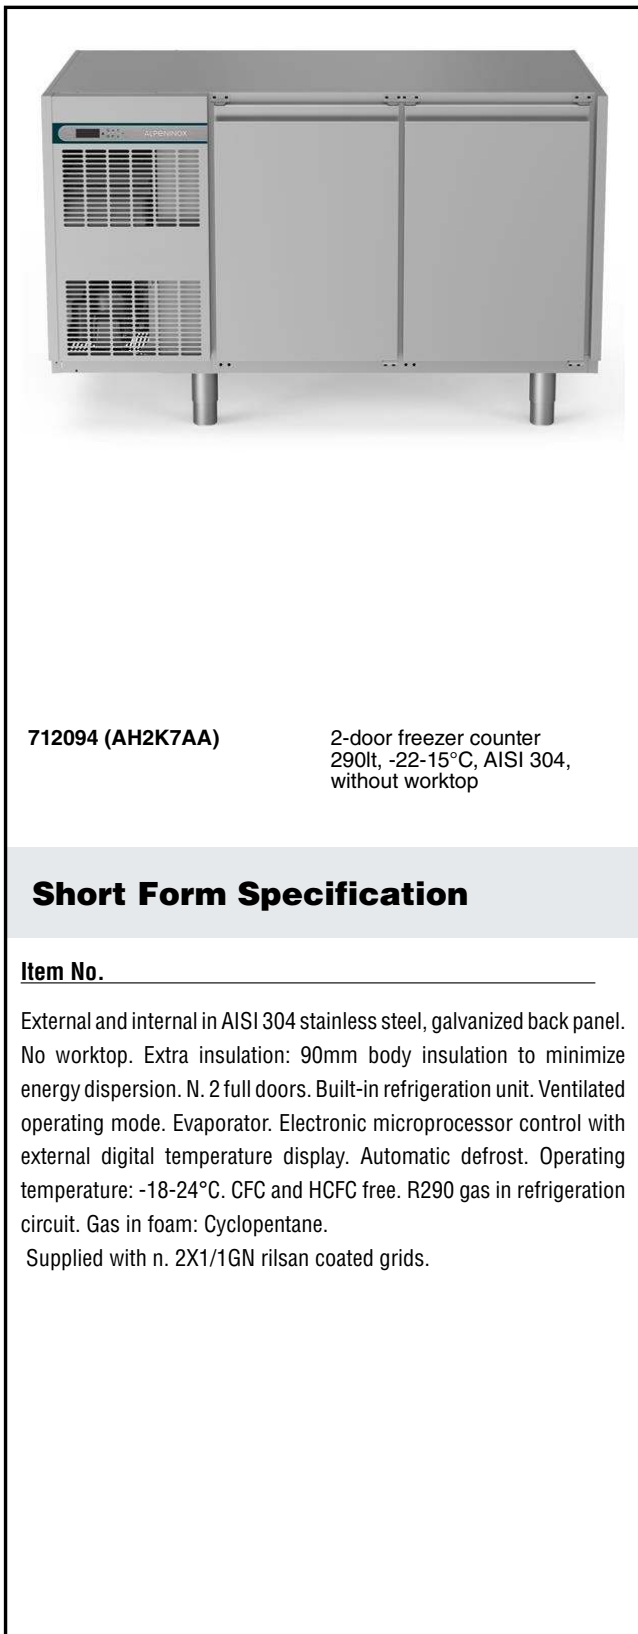 ALPENINOX
712094 (AH2K7AA)
2-door freezer counter
290lt, -22-15°C, AISI 304,
without worktop
Short Form Specification
Item No.
External and internal in AISI 304 stainless steel, galvanized back panel.
No worktop. Extra insulation: 90mm body insulation to minimize
energy dispersion. N. 2 full doors. Built-in refrigeration unit. Ventilated
operating mode. Evaporator. Electronic microprocessor control with
external digital temperature display. Automatic defrost. Operating
temperature: -18-24°C. CFC and HCFC free. R290 gas in refrigeration
circuit. Gas in foam: Cyclopentane.
Supplied with n. 2X1/1GN rilsan coated grids.